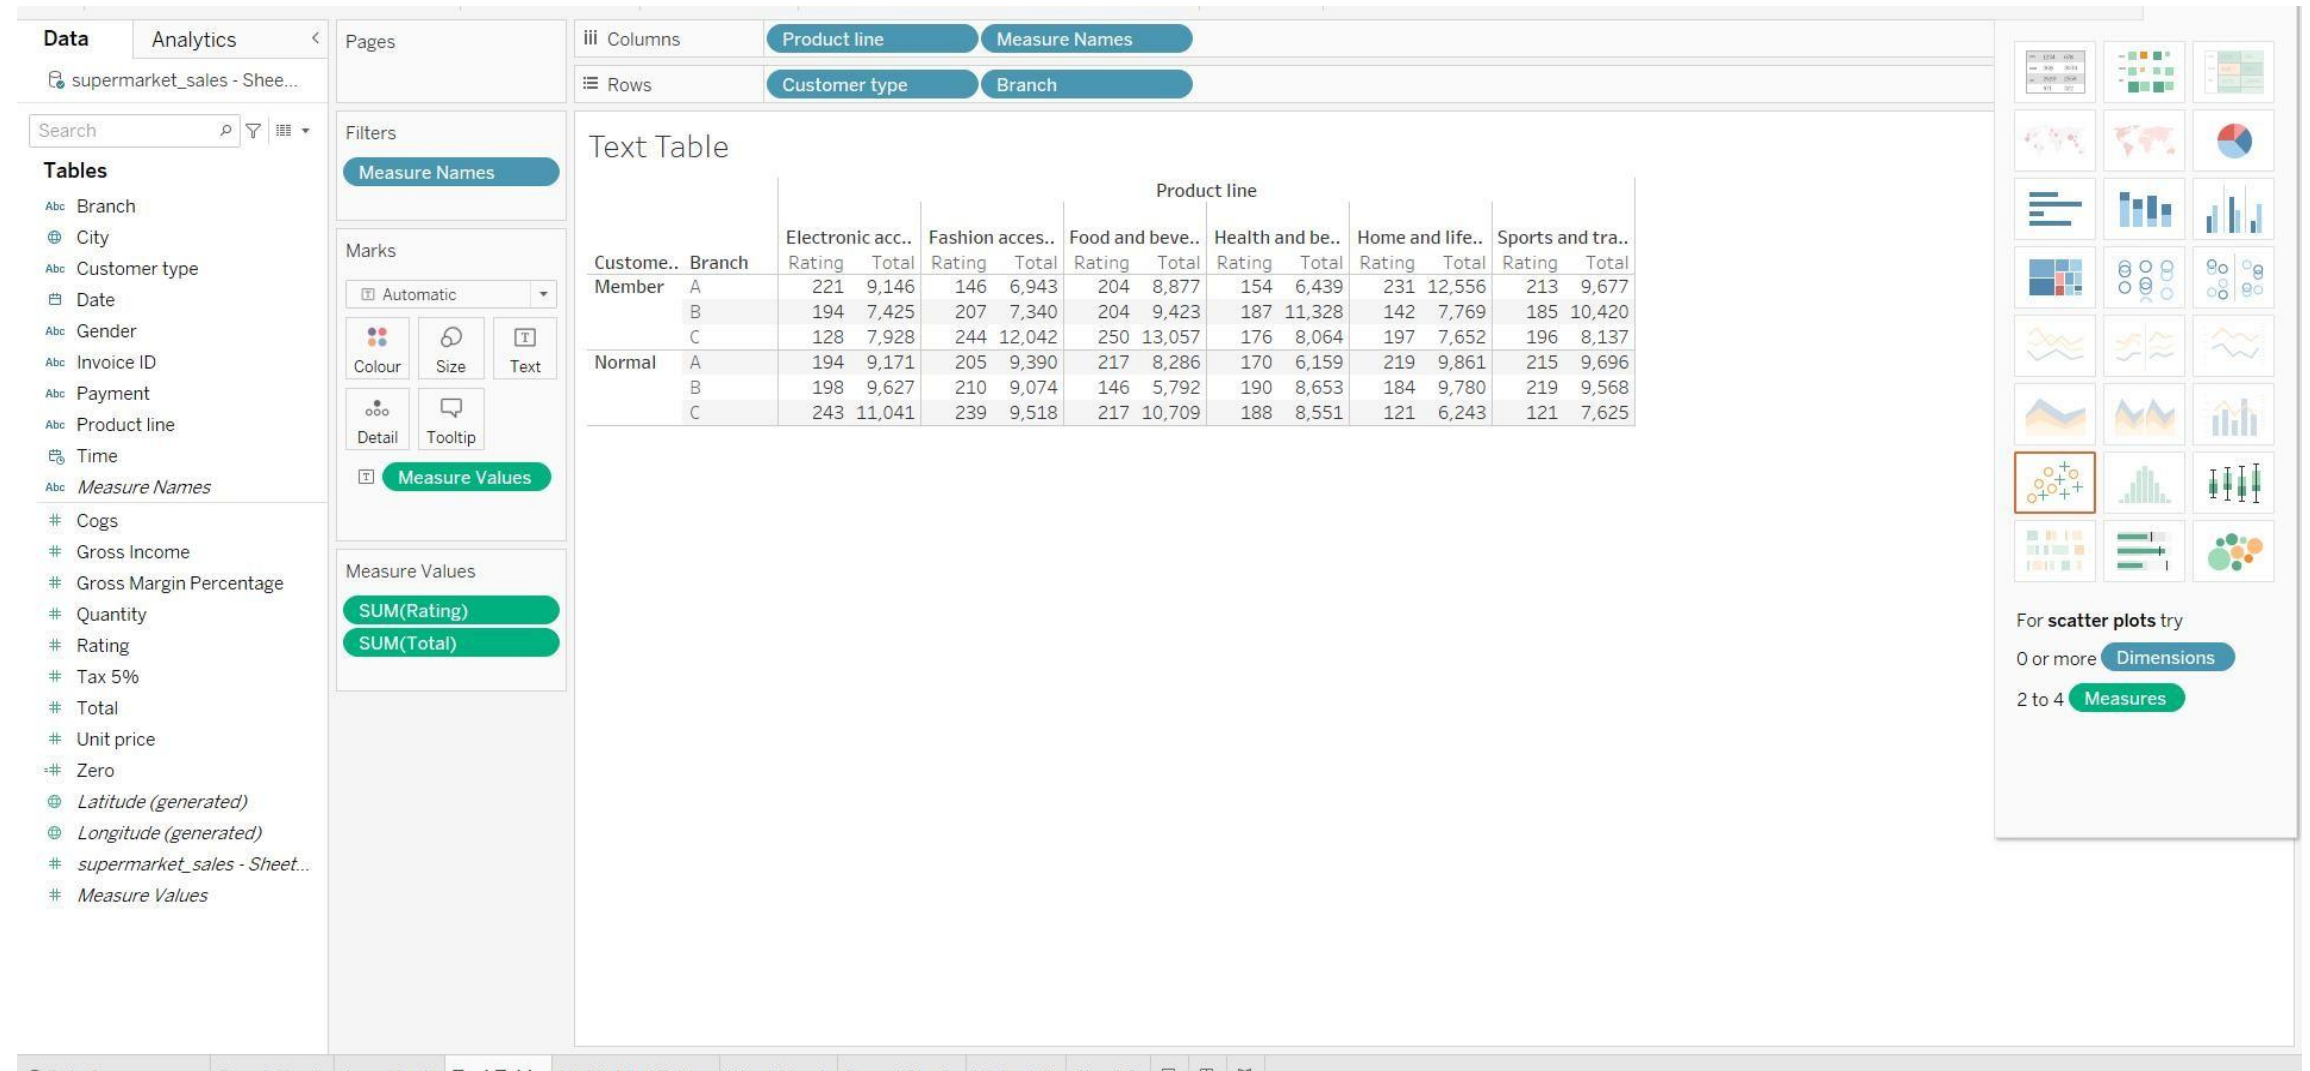 Data Analytics
supermarket_sales - Shee...
Search
Tables
Abc Branch
City
Abc Customer type
Date
Abc Gender
Abc Invoice ID
Abc Payment
Abc Product line
Time
Abc Measure Names
# Cogs
# Gross Income
# Gross Margin Percentage
# Quantity
# Rating
# Tax 5%
# Total
# Unit price
=# Zero
Latitude (generated)
Longitude (generated)
# supermarket_sales - Sheet...
# Measure Values
Pages
Filters
Measure Names
Marks
T Automatic
Colour Size Text
Detail Tooltip
T Measure Values
Measure Values
SUM(Rating)
SUM(Total)
iii Columns Product line Measure Names
Rows Customer type Branch
Text Table
Product line
Electronic acc.. Fashion acces.. Food and beve.. Health and be.. Home and life.. Sports and tra..
Custome.. Branch Rating Total Rating Total Rating Total Rating Total Rating Total Rating Total
Member A 221 9,146 146 6,943 204 8,877 154 6,439 231 12,556 213 9,677
B 194 7,425 207 7,340 204 9,423 187 11,328 142 7,769 185 10,420
C 128 7,928 244 12,042 250 13,057 176 8,064 197 7,652 196 8,137
Normal A 194 9,171 205 9,390 217 8,286 170 6,159 219 9,861 215 9,696
B 198 9,627 210 9,074 146 5,792 190 8,653 184 9,780 219 9,568
C 243 11,041 239 9,518 217 10,709 188 8,551 121 6,243 121 7,625
For scatter plots try
0 or more Dimensions
2 to 4 Measures